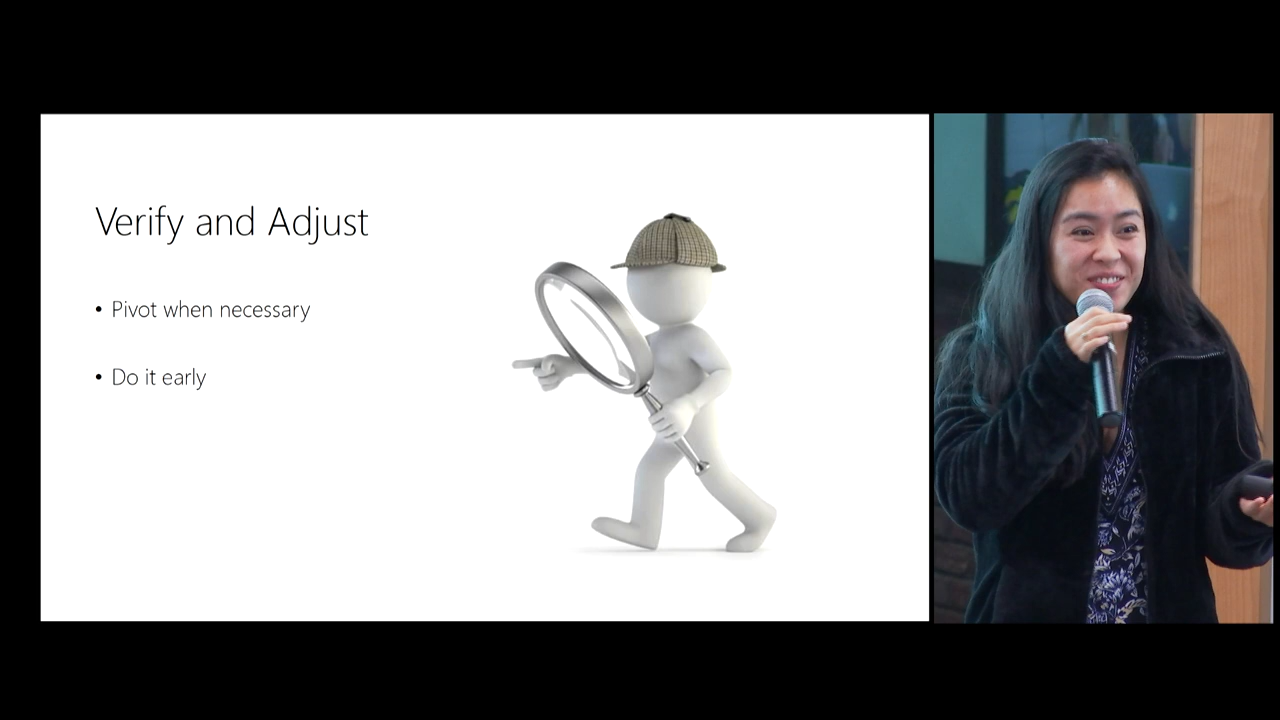 Verify and Adjust
• Pivot when necessary
• Do it early